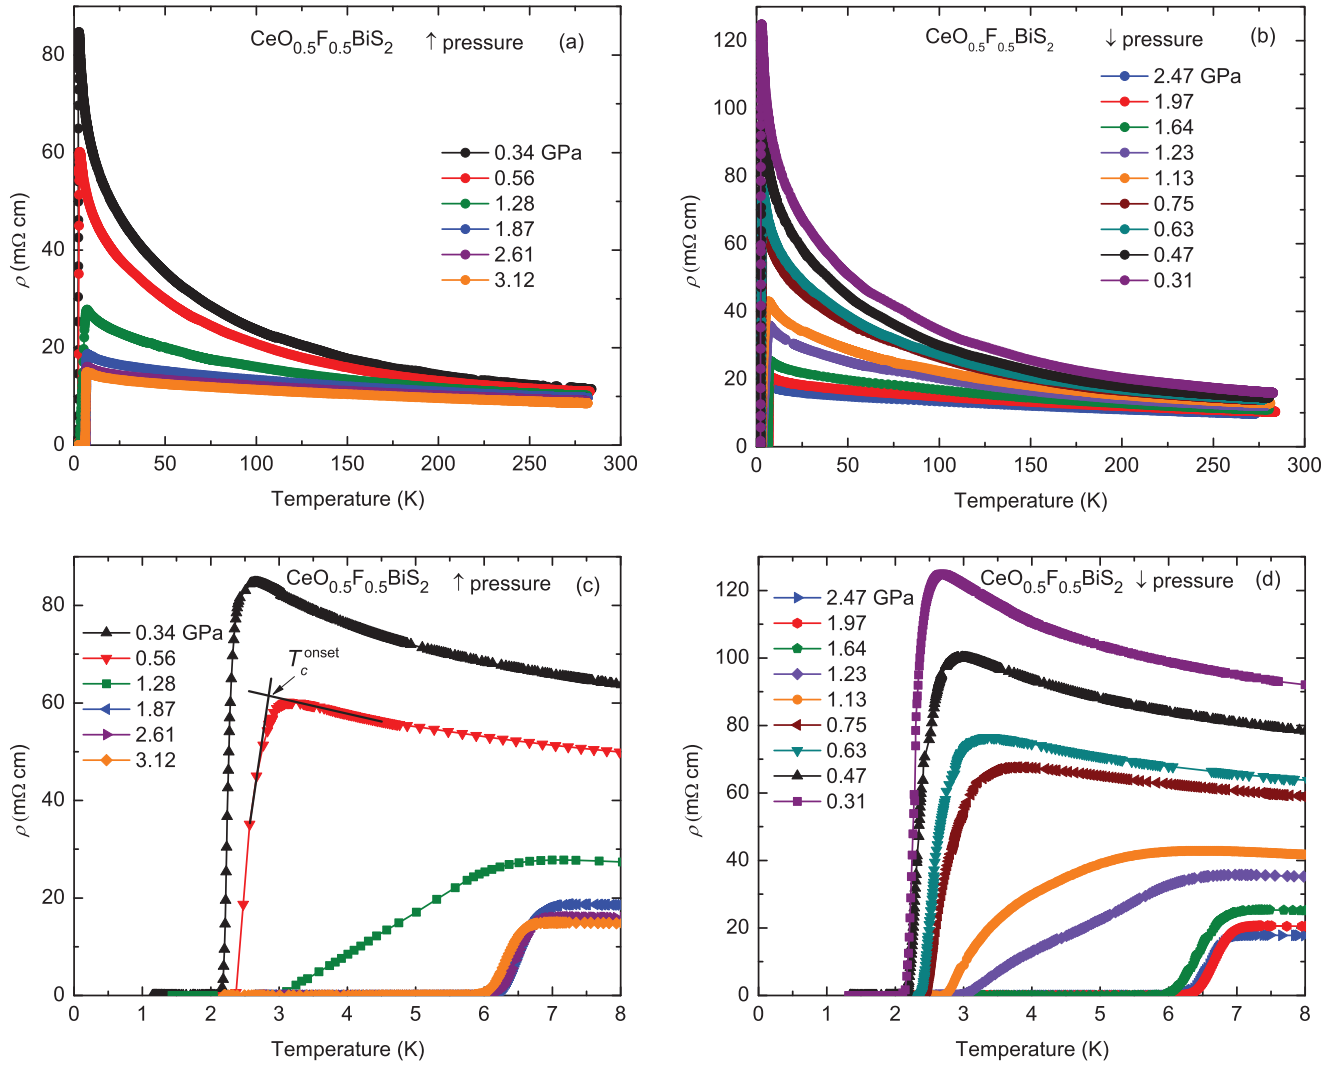 CeO0.5F0.5BiS2 ↑ pressure (a)
80
60
40
20
0
ρ (mΩ cm)
0.34 GPa
0.56
1.28
1.87
2.61
3.12
0 50 100 150 200 250 300
Temperature (K)
CeO0.5F0.5BiS2 ↓ pressure (b)
120
100
80
60
40
20
0
ρ (mΩ cm)
2.47 GPa
1.97
1.64
1.23
1.13
0.75
0.63
0.47
0.31
0 50 100 150 200 250 300
Temperature (K)
CeO0.5F0.5BiS2 ↑ pressure (c)
80
60
40
20
0
ρ (mΩ cm)
0.34 GPa
0.56
1.28
1.87
2.61
3.12
Tc onset
0 1 2 3 4 5 6 7 8
Temperature (K)
CeO0.5F0.5BiS2 ↓ pressure (d)
120
100
80
60
40
20
0
ρ (mΩ cm)
2.47 GPa
1.97
1.64
1.23
1.13
0.75
0.63
0.47
0.31
0 1 2 3 4 5 6 7 8
Temperature (K)